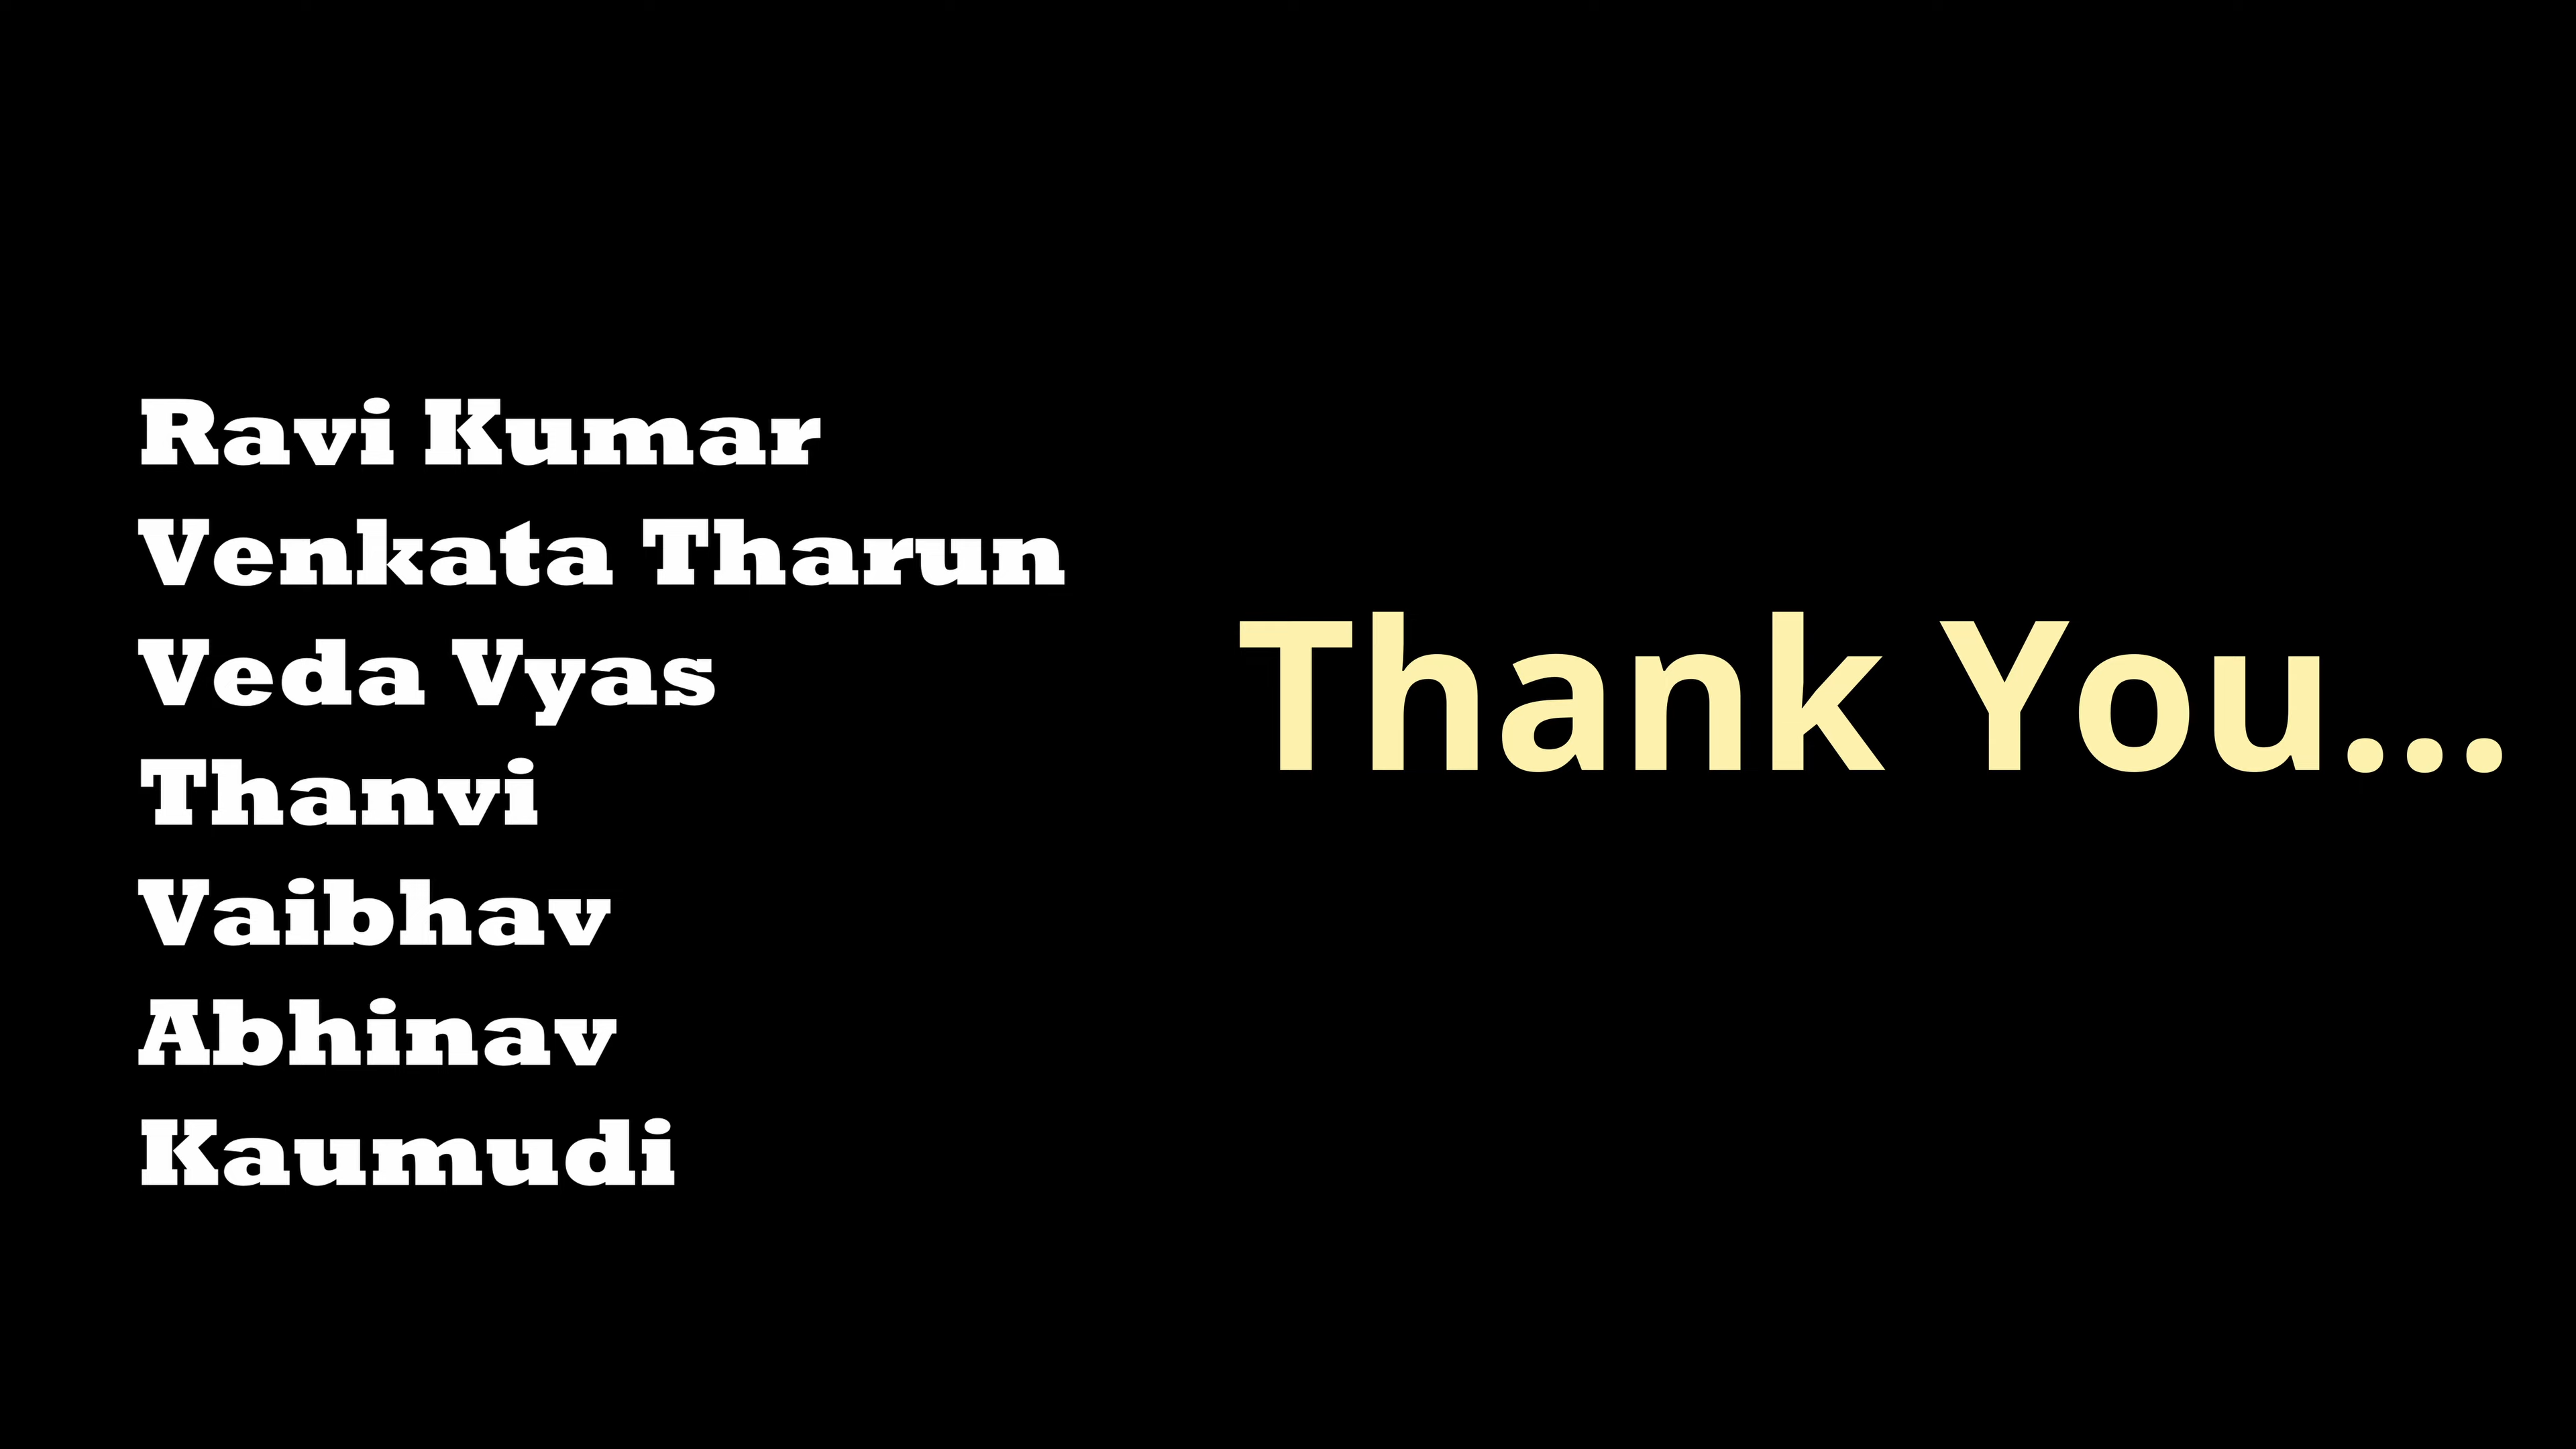 Ravi Kumar
Venkata Tharun
Veda Vyas
Thanvi
Vaibhav
Abhinav
Kaumudi
Thank You...